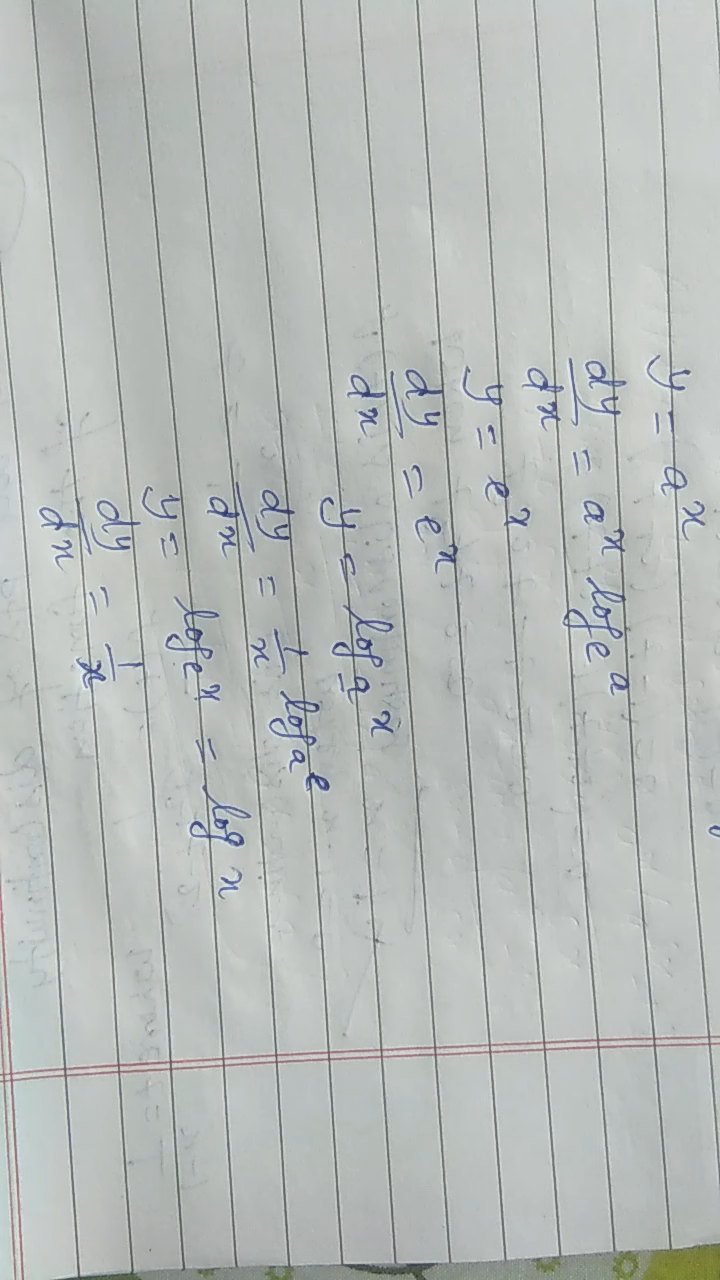 y = a^x
dy/dx = a^x log_e a
y = e^x
dy/dx = e^x
y = log_a x
dy/dx = 1/x log_a e
y = log_e x = log x
dy/dx = 1/x